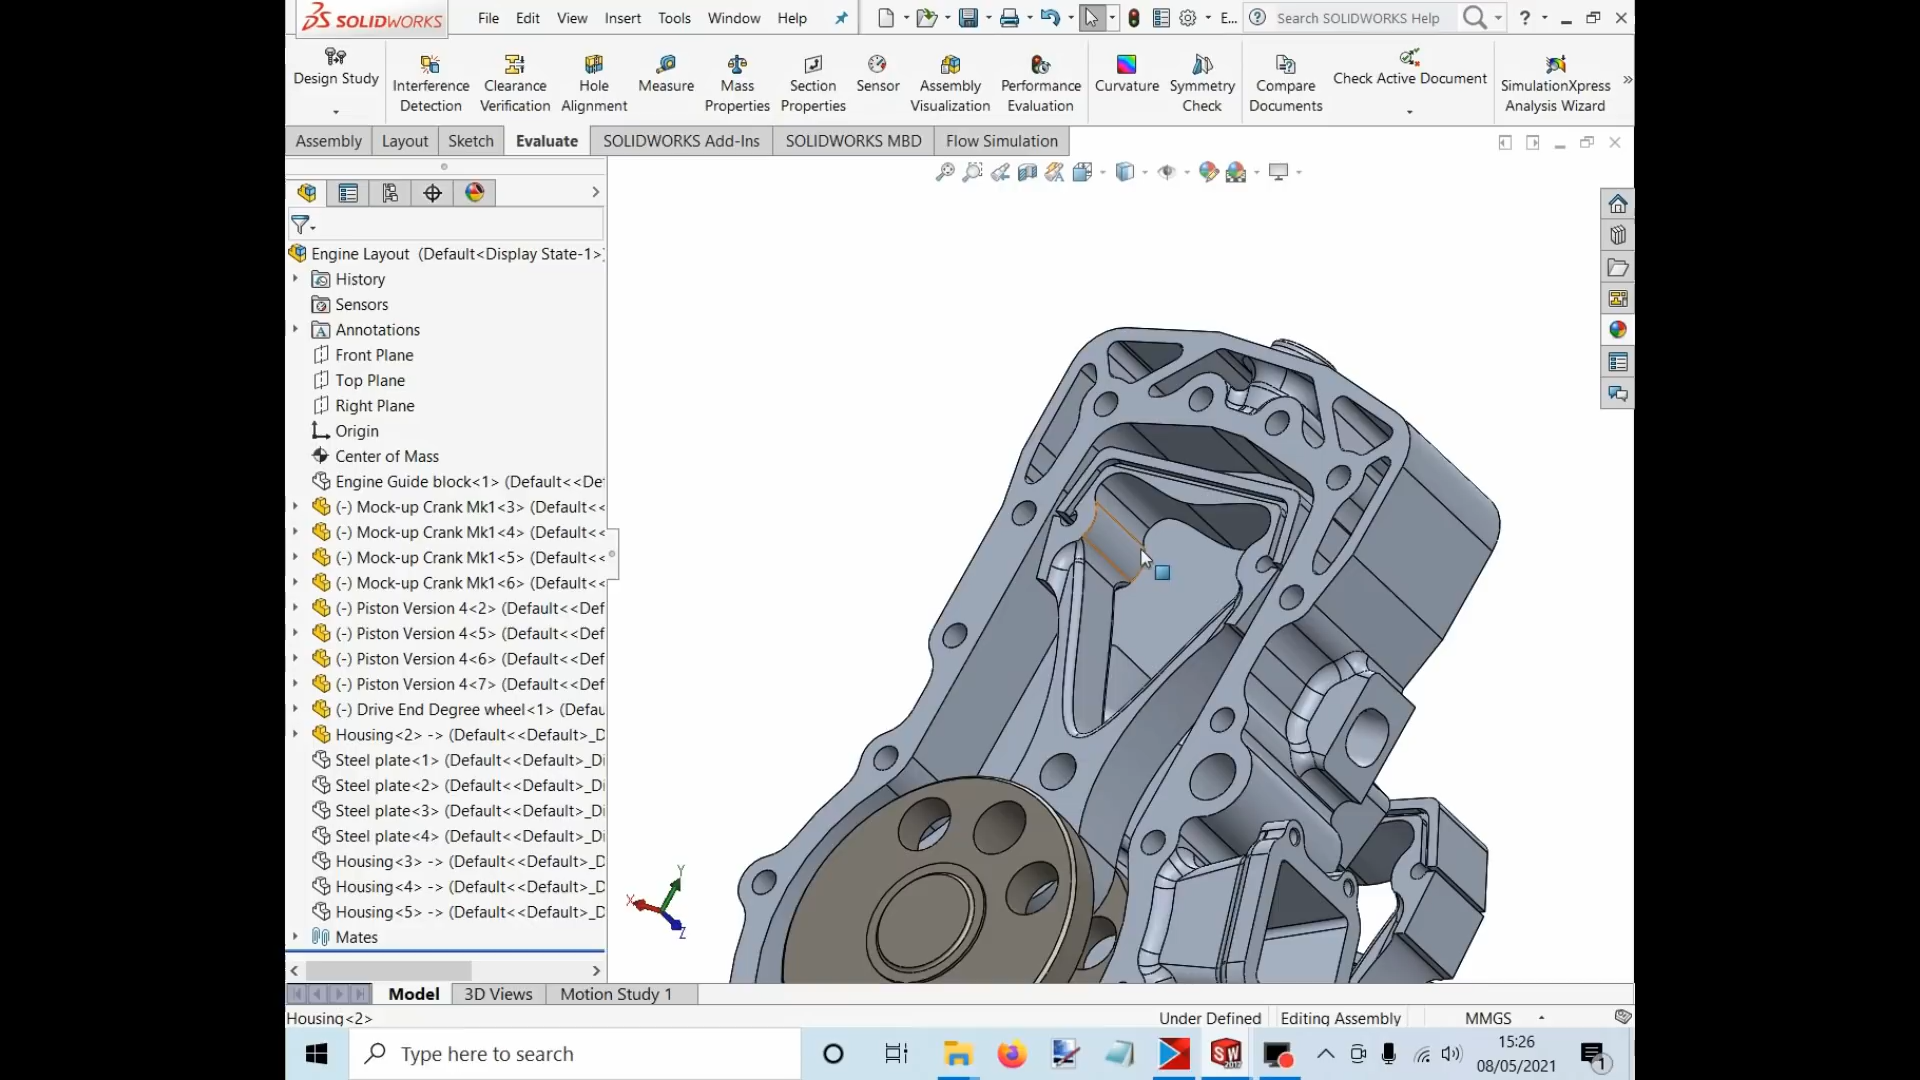 SOLIDWORKS
File Edit View Insert Tools Window Help
E...
Search SOLIDWORKS Help
?
Design Study
Interference Detection
Clearance Verification
Hole Alignment
Measure
Mass Properties
Section Properties
Sensor
Assembly Visualization
Performance Evaluation
Curvature
Symmetry Check
Compare Documents
Check Active Document
SimulationXpress Analysis Wizard
Assembly Layout Sketch Evaluate SOLIDWORKS Add-Ins SOLIDWORKS MBD Flow Simulation
Engine Layout (Default<Display State-1>
History
Sensors
Annotations
Front Plane
Top Plane
Right Plane
Origin
Center of Mass
Engine Guide block<1> (Default<<De
(-) Mock-up Crank Mk1<3> (Default<<
(-) Mock-up Crank Mk1<4> (Default<<
(-) Mock-up Crank Mk1<5> (Default<<
(-) Mock-up Crank Mk1<6> (Default<<
(-) Piston Version 4<2> (Default<<Def
(-) Piston Version 4<5> (Default<<Def
(-) Piston Version 4<6> (Default<<Def
(-) Piston Version 4<7> (Default<<Def
(-) Drive End Degree wheel<1> (Defau
Housing<2> -> (Default<<Default>_D
Steel plate<1> (Default<<Default>_Di
Steel plate<2> (Default<<Default>_Di
Steel plate<3> (Default<<Default>_Di
Steel plate<4> (Default<<Default>_Di
Housing<3> -> (Default<<Default>_D
Housing<4> -> (Default<<Default>_D
Housing<5> -> (Default<<Default>_D
Mates
Y
X
Z
Model 3D Views Motion Study 1
Housing<2>
Under Defined Editing Assembly MMGS
Type here to search
SW
2017
15:26
08/05/2021
1